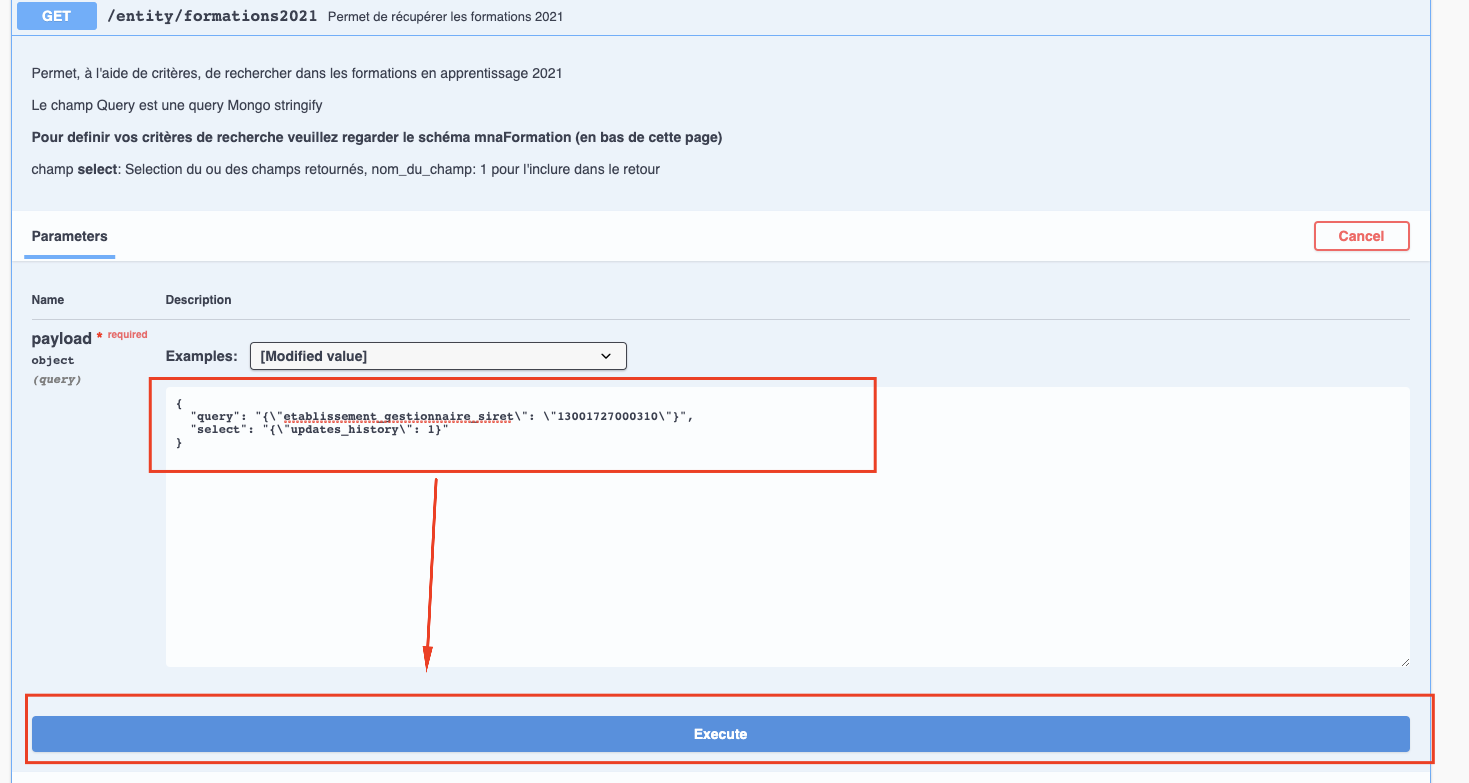 GET /entity/formations2021 Permet de récupérer les formations 2021
Permet, à l'aide de critères, de rechercher dans les formations en apprentissage 2021
Le champ Query est une query Mongo stringify
Pour definir vos critères de recherche veuillez regarder le schéma mnaFormation (en bas de cette page)
champ select: Selection du ou des champs retournés, nom_du_champ: 1 pour l'inclure dans le retour
Parameters
Cancel
Name Description
payload * required
object
(query)
Examples: [Modified value]
{
  "query": "{\"etablissement_gestionnaire_siret\": \"13001727000310\"}",
  "select": "{\"updates_history\": 1}"
}
Execute